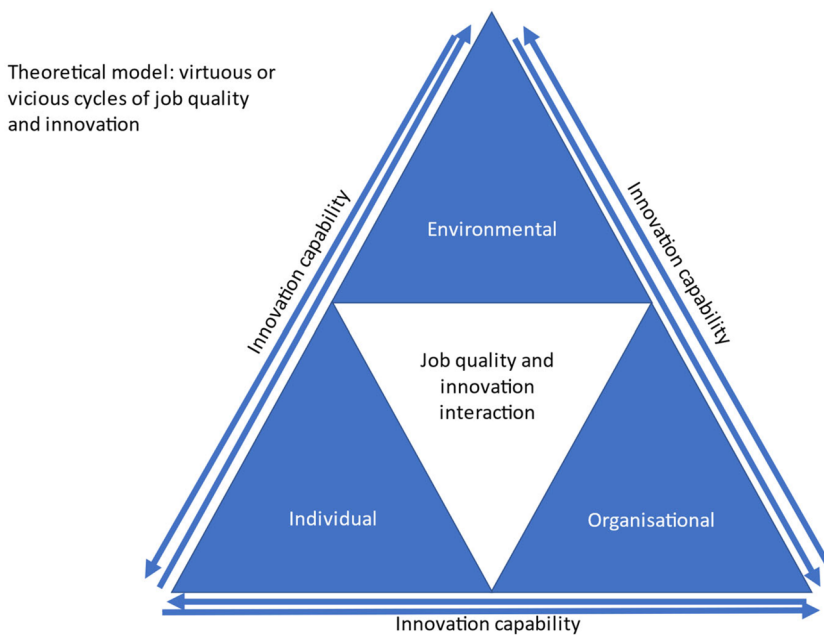 Theoretical model: virtuous or
vicious cycles of job quality
and innovation
Innovation capability
Innovation capability
Environmental
Job quality and
innovation
interaction
Individual
Organisational
Innovation capability